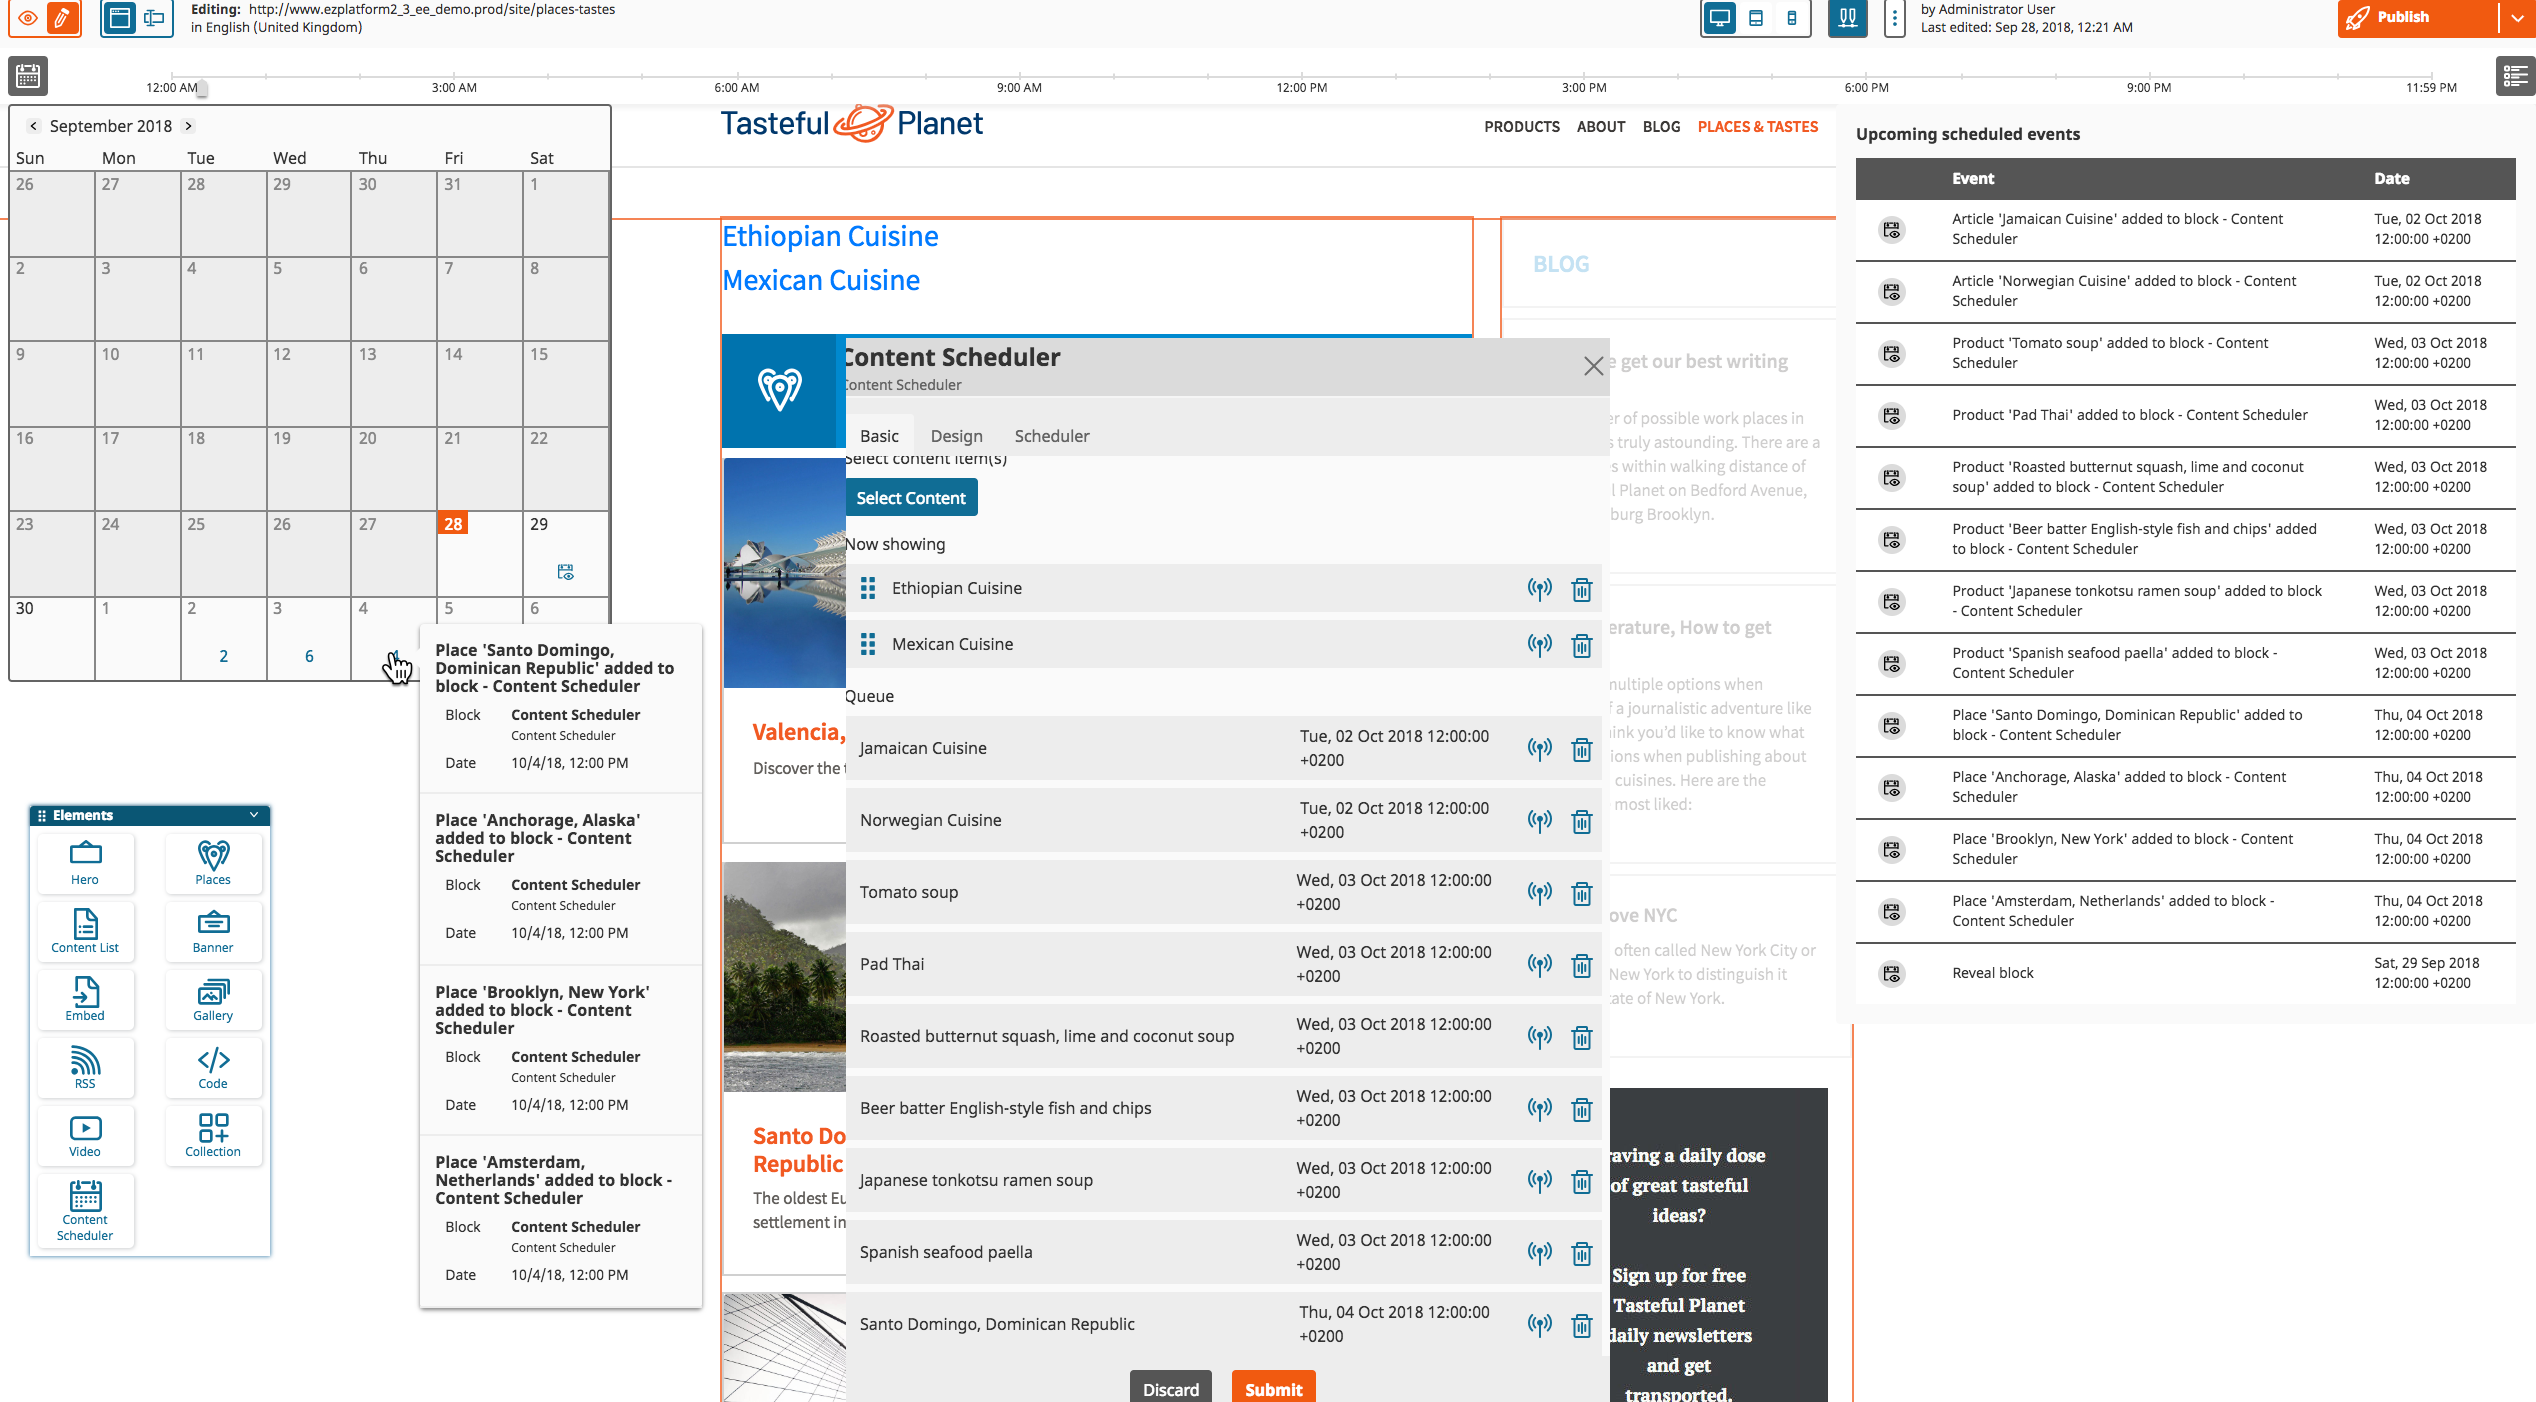 Editing: http://www.ezplatform2_3_ee_demo.prod/site/places-tastes
in English (United Kingdom)
by Administrator User
Last edited: Sep 28, 2018, 12:21 AM
Publish
12:00 AM
3:00 AM
6:00 AM
9:00 AM
12:00 PM
3:00 PM
6:00 PM
9:00 PM
11:59 PM
September 2018
Sun Mon Tue Wed Thu Fri Sat
26 27 28 29 30 31 1
2 3 4 5 6 7 8
9 10 11 12 13 14 15
16 17 18 19 20 21 22
23 24 25 26 27 28 29
30 1 2 3 4 5 6
2 6
Place 'Santo Domingo,
Dominican Republic' added to
block - Content Scheduler
Block Content Scheduler
Content Scheduler
Date 10/4/18, 12:00 PM
Place 'Anchorage, Alaska'
added to block - Content
Scheduler
Block Content Scheduler
Content Scheduler
Date 10/4/18, 12:00 PM
Place 'Brooklyn, New York'
added to block - Content
Scheduler
Block Content Scheduler
Content Scheduler
Date 10/4/18, 12:00 PM
Place 'Amsterdam,
Netherlands' added to block -
Content Scheduler
Block Content Scheduler
Content Scheduler
Date 10/4/18, 12:00 PM
Elements
Hero
Places
Content List
Banner
Embed
Gallery
RSS
Code
Video
Collection
Content
Scheduler
Tasteful Planet
PRODUCTS ABOUT BLOG PLACES & TASTES
Ethiopian Cuisine
Mexican Cuisine
Valencia,
Discover the
Santo Do
Republic
The oldest Eu
settlement in
Content Scheduler
Content Scheduler
Basic Design Scheduler
Select content item(s)
Select Content
Now showing
Ethiopian Cuisine
Mexican Cuisine
Queue
Jamaican Cuisine Tue, 02 Oct 2018 12:00:00
+0200
Norwegian Cuisine Tue, 02 Oct 2018 12:00:00
+0200
Tomato soup Wed, 03 Oct 2018 12:00:00
+0200
Pad Thai Wed, 03 Oct 2018 12:00:00
+0200
Roasted butternut squash, lime and coconut soup Wed, 03 Oct 2018 12:00:00
+0200
Beer batter English-style fish and chips Wed, 03 Oct 2018 12:00:00
+0200
Japanese tonkotsu ramen soup Wed, 03 Oct 2018 12:00:00
+0200
Spanish seafood paella Wed, 03 Oct 2018 12:00:00
+0200
Santo Domingo, Dominican Republic Thu, 04 Oct 2018 12:00:00
+0200
Discard Submit
BLOG
e get our best writing
er of possible work places in
s truly astounding. There are a
s within walking distance of
l Planet on Bedford Avenue,
burg Brooklyn.
erature, How to get
multiple options when
f a journalistic adventure like
ink you'd like to know what
ions when publishing about
cuisines. Here are the
most liked:
ove NYC
often called New York City or
New York to distinguish it
tate of New York.
raving a daily dose
of great tasteful
ideas?
Sign up for free
Tasteful Planet
daily newsletters
and get
transported.
Upcoming scheduled events
Event Date
Article 'Jamaican Cuisine' added to block - Content
Scheduler
Tue, 02 Oct 2018
12:00:00 +0200
Article 'Norwegian Cuisine' added to block - Content
Scheduler
Tue, 02 Oct 2018
12:00:00 +0200
Product 'Tomato soup' added to block - Content
Scheduler
Wed, 03 Oct 2018
12:00:00 +0200
Product 'Pad Thai' added to block - Content Scheduler
Wed, 03 Oct 2018
12:00:00 +0200
Product 'Roasted butternut squash, lime and coconut
soup' added to block - Content Scheduler
Wed, 03 Oct 2018
12:00:00 +0200
Product 'Beer batter English-style fish and chips' added
to block - Content Scheduler
Wed, 03 Oct 2018
12:00:00 +0200
Product 'Japanese tonkotsu ramen soup' added to block
- Content Scheduler
Wed, 03 Oct 2018
12:00:00 +0200
Product 'Spanish seafood paella' added to block -
Content Scheduler
Wed, 03 Oct 2018
12:00:00 +0200
Place 'Santo Domingo, Dominican Republic' added to
block - Content Scheduler
Thu, 04 Oct 2018
12:00:00 +0200
Place 'Anchorage, Alaska' added to block - Content
Scheduler
Thu, 04 Oct 2018
12:00:00 +0200
Place 'Brooklyn, New York' added to block - Content
Scheduler
Thu, 04 Oct 2018
12:00:00 +0200
Place 'Amsterdam, Netherlands' added to block -
Content Scheduler
Thu, 04 Oct 2018
12:00:00 +0200
Reveal block
Sat, 29 Sep 2018
12:00:00 +0200